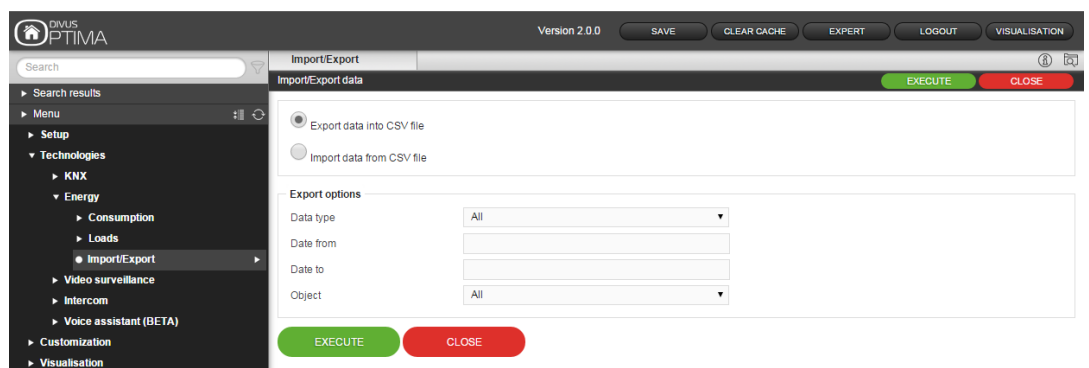 DIVUS
OPTIMA
Version 2.0.0 SAVE CLEAR CACHE EXPERT LOGOUT VISUALISATION
Search
Search results
Menu
Setup
Technologies
KNX
Energy
Consumption
Loads
Import/Export
Video surveillance
Intercom
Voice assistant (BETA)
Customization
Visualisation
Import/Export
Import/Export data EXECUTE CLOSE
Export data into CSV file
Import data from CSV file
Export options
Data type All
Date from
Date to
Object All
EXECUTE CLOSE